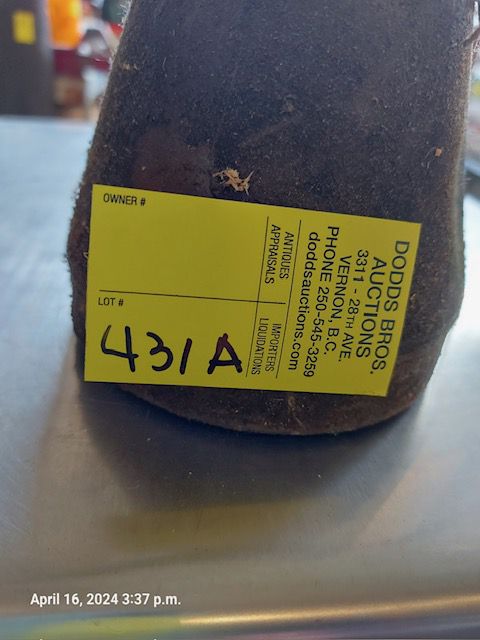 OWNER #
LOT #
431A
ANTIQUES
APPRAISALS
IMPORTERS
LIQUIDATIONS
DODDS BROS.
AUCTIONS
3311 - 28TH AVE.
VERNON, B.C.
PHONE 250-545-3259
doddsauctions.com
April 16, 2024 3:37 p.m.